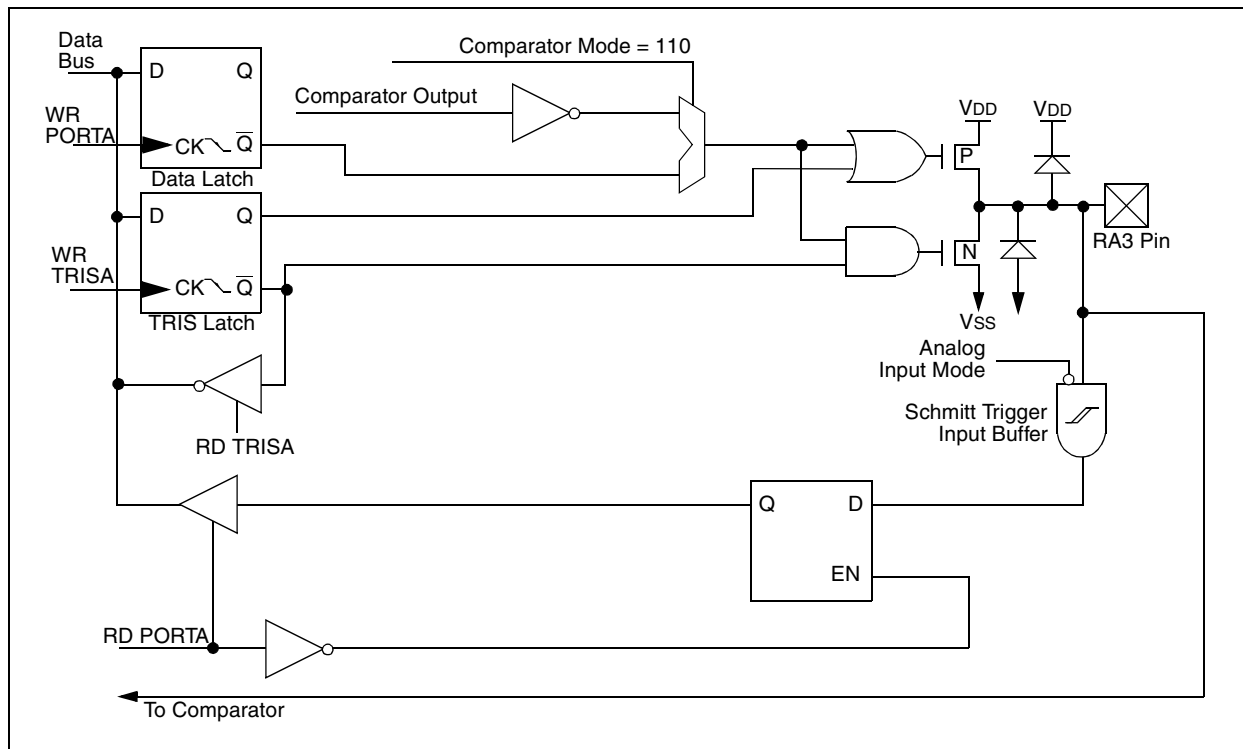 Data
Bus
D
Q
WR
PORTA
CK
Q̅
Data Latch
Comparator Mode = 110
Comparator Output
VDD
VDD
P
D
Q
WR
TRISA
CK
Q̅
TRIS Latch
N
RA3 Pin
VSS
Analog
Input Mode
Schmitt Trigger
Input Buffer
RD TRISA
Q
D
EN
RD PORTA
To Comparator